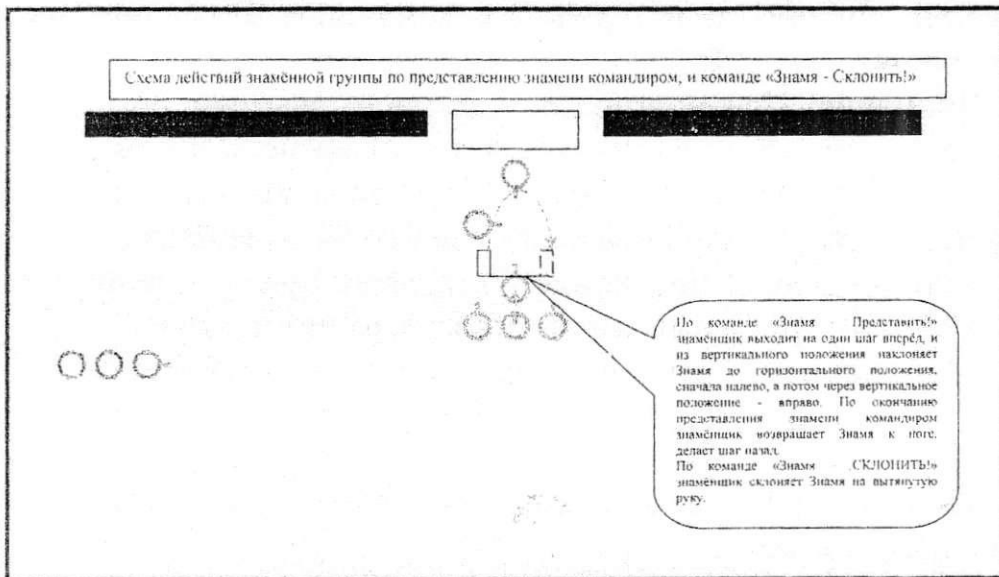 Схема действий знамённой группы по представлению знамени командиром, и команде «Знамя - Склонить!»
По команде «Знамя - Представить!»
знамёнщик выходит на один шаг вперёд, и
из вертикального положения наклоняет
Знамя до горизонтального положения,
сначала налево, а потом через вертикальное
положение - вправо. По окончанию
представления знамени командиром
знамёнщик возвращает Знамя к ноге,
делает шаг назад.
По команде «Знамя - СКЛОНИТЬ!»
знамёнщик склоняет Знамя на вытянутую
руку.